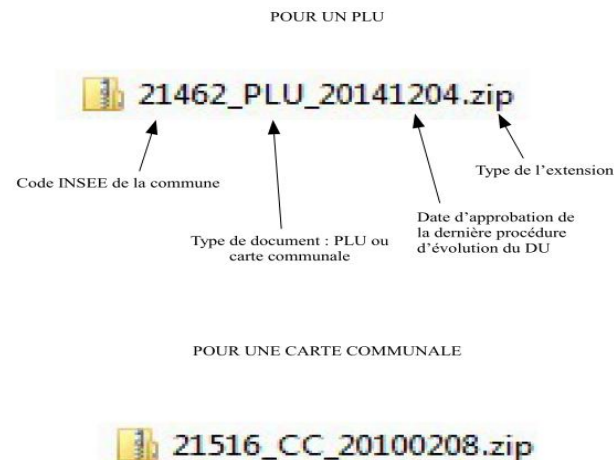 POUR UN PLU
21462_PLU_20141204.zip
Code INSEE de la commune
Type de l'extension
Type de document : PLU ou
carte communale
Date d'approbation de
la dernière procédure
d'évolution du DU
POUR UNE CARTE COMMUNALE
21516_CC_20100208.zip